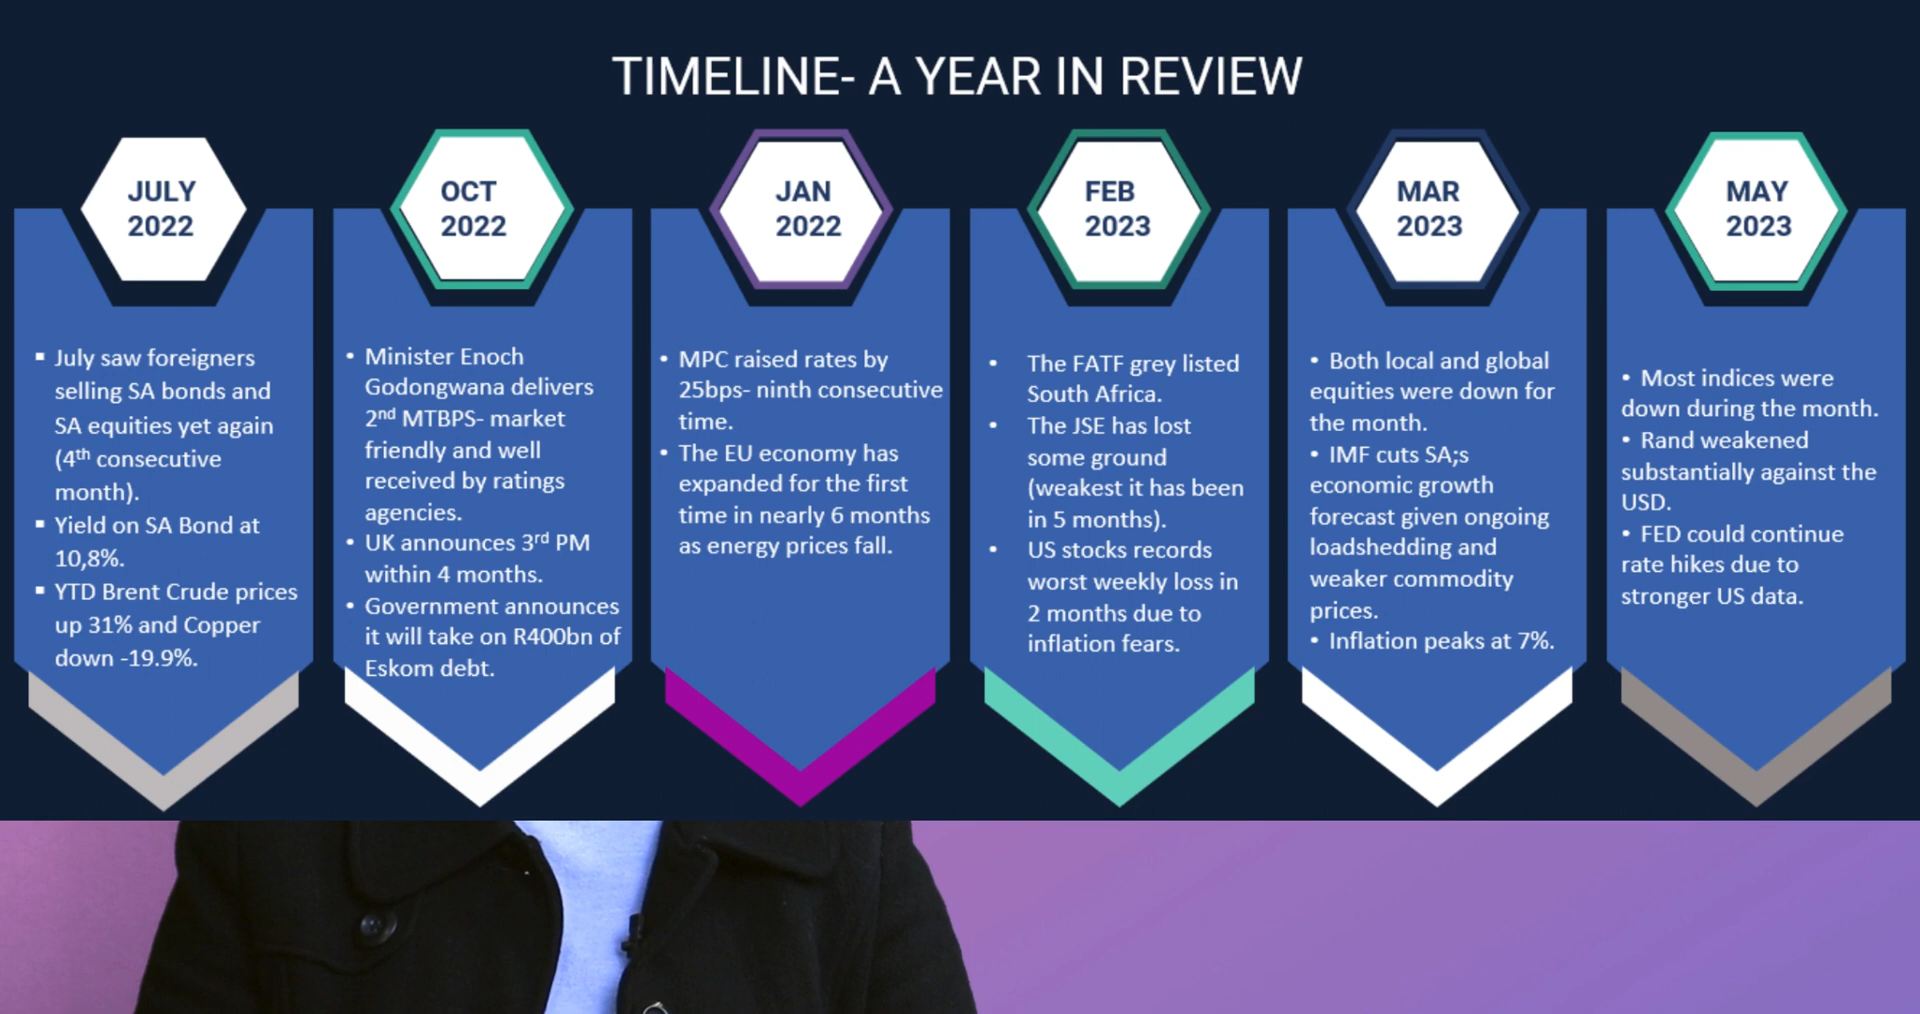 TIMELINE- A YEAR IN REVIEW
JULY
2022
▪ July saw foreigners
selling SA bonds and
SA equities yet again
(4th consecutive
month).
▪ Yield on SA Bond at
10,8%.
▪ YTD Brent Crude prices
up 31% and Copper
down -19.9%.
OCT
2022
• Minister Enoch
Godongwana delivers
2nd MTBPS- market
friendly and well
received by ratings
agencies.
• UK announces 3rd PM
within 4 months.
• Government announces
it will take on R400bn of
Eskom debt.
JAN
2022
• MPC raised rates by
25bps- ninth consecutive
time.
• The EU economy has
expanded for the first
time in nearly 6 months
as energy prices fall.
FEB
2023
• The FATF grey listed
South Africa.
• The JSE has lost
some ground
(weakest it has been
in 5 months).
• US stocks records
worst weekly loss in
2 months due to
inflation fears.
MAR
2023
• Both local and global
equities were down for
the month.
• IMF cuts SA;s
economic growth
forecast given ongoing
loadshedding and
weaker commodity
prices.
• Inflation peaks at 7%.
MAY
2023
• Most indices were
down during the month.
• Rand weakened
substantially against the
USD.
• FED could continue
rate hikes due to
stronger US data.